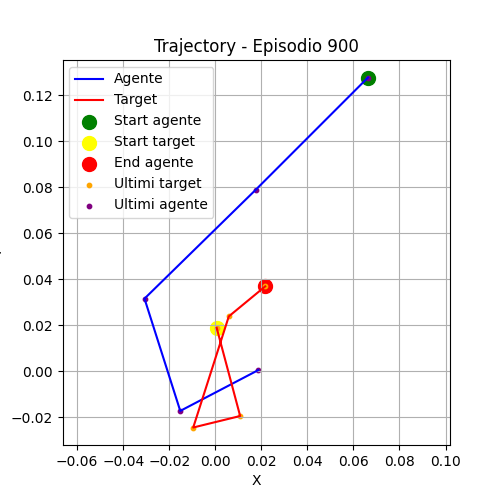 Trajectory - Episodio 900
Agente
Target
Start agente
Start target
End agente
Ultimi target
Ultimi agente
0.12
0.10
0.08
0.06
0.04
0.02
0.00
−0.02
−0.06 −0.04 −0.02 0.00 0.02 0.04 0.06 0.08 0.10
X